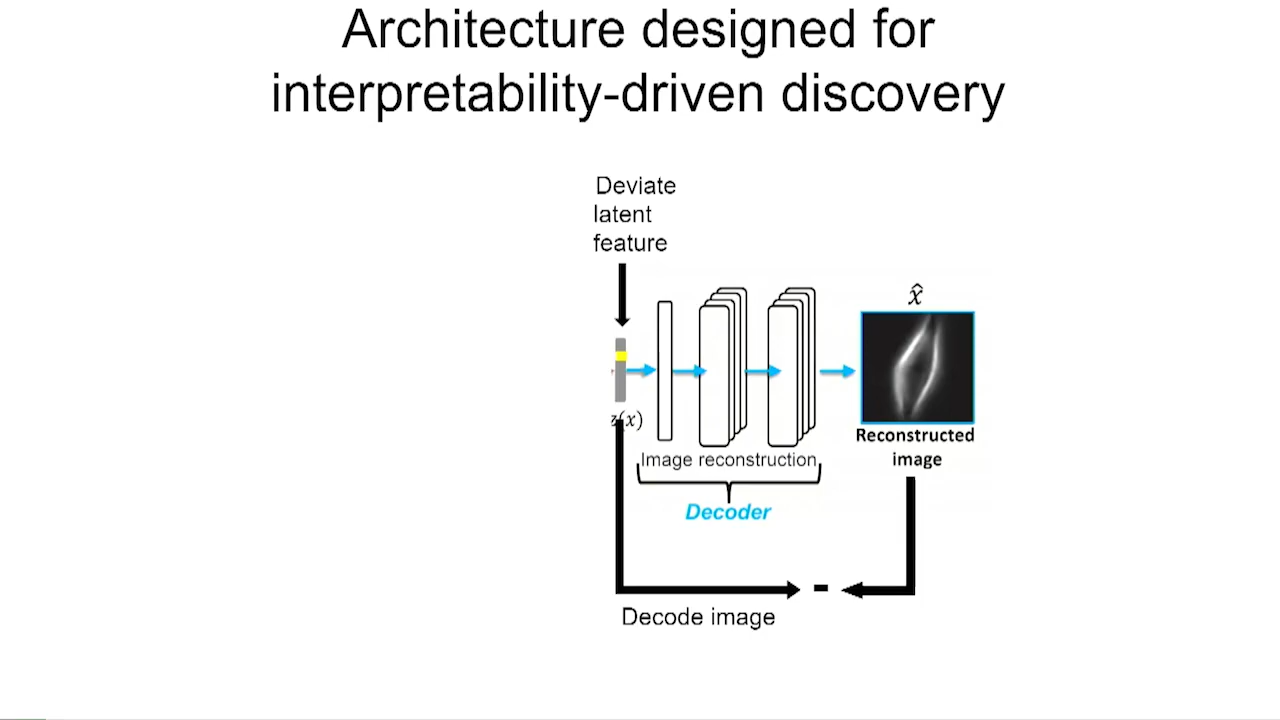 Architecture designed for
interpretability-driven discovery
Deviate
latent
feature
x̂
z(x)
Reconstructed
image
Image reconstruction
Decoder
-
Decode image